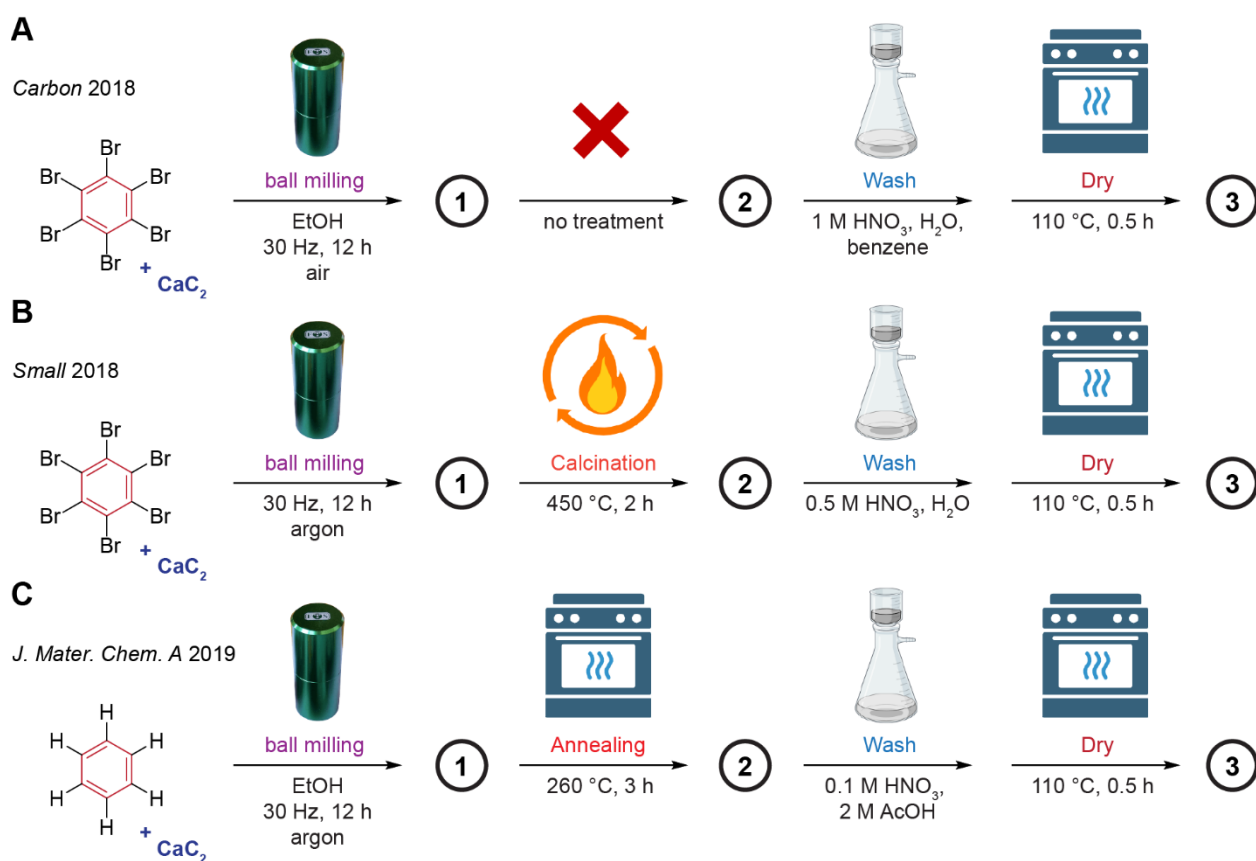 A
Carbon 2018
Br
Br
Br
Br
Br
Br
+ CaC₂
ball milling
EtOH
30 Hz, 12 h
air
1
no treatment
2
Wash
1 M HNO₃, H₂O,
benzene
Dry
110 °C, 0.5 h
3
B
Small 2018
Br
Br
Br
Br
Br
Br
+ CaC₂
ball milling
30 Hz, 12 h
argon
1
Calcination
450 °C, 2 h
2
Wash
0.5 M HNO₃, H₂O
Dry
110 °C, 0.5 h
3
C
J. Mater. Chem. A 2019
H
H
H
H
H
H
+ CaC₂
ball milling
EtOH
30 Hz, 12 h
argon
1
Annealing
260 °C, 3 h
2
Wash
0.1 M HNO₃,
2 M AcOH
Dry
110 °C, 0.5 h
3